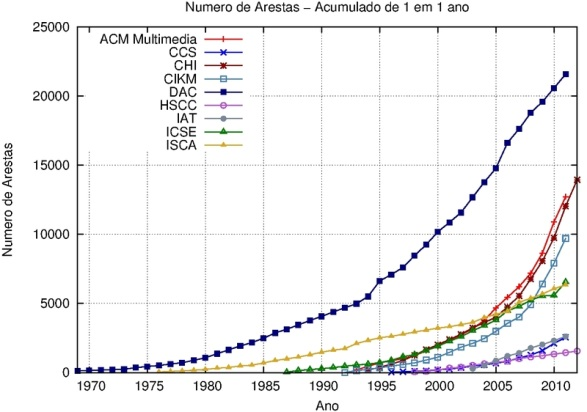 Numero de Arestas – Acumulado de 1 em 1 ano
25000
20000
15000
10000
5000
0
Numero de Arestas
ACM Multimedia
CCS
CHI
CIKM
DAC
HSCC
IAT
ICSE
ISCA
1970 1975 1980 1985 1990 1995 2000 2005 2010
Ano